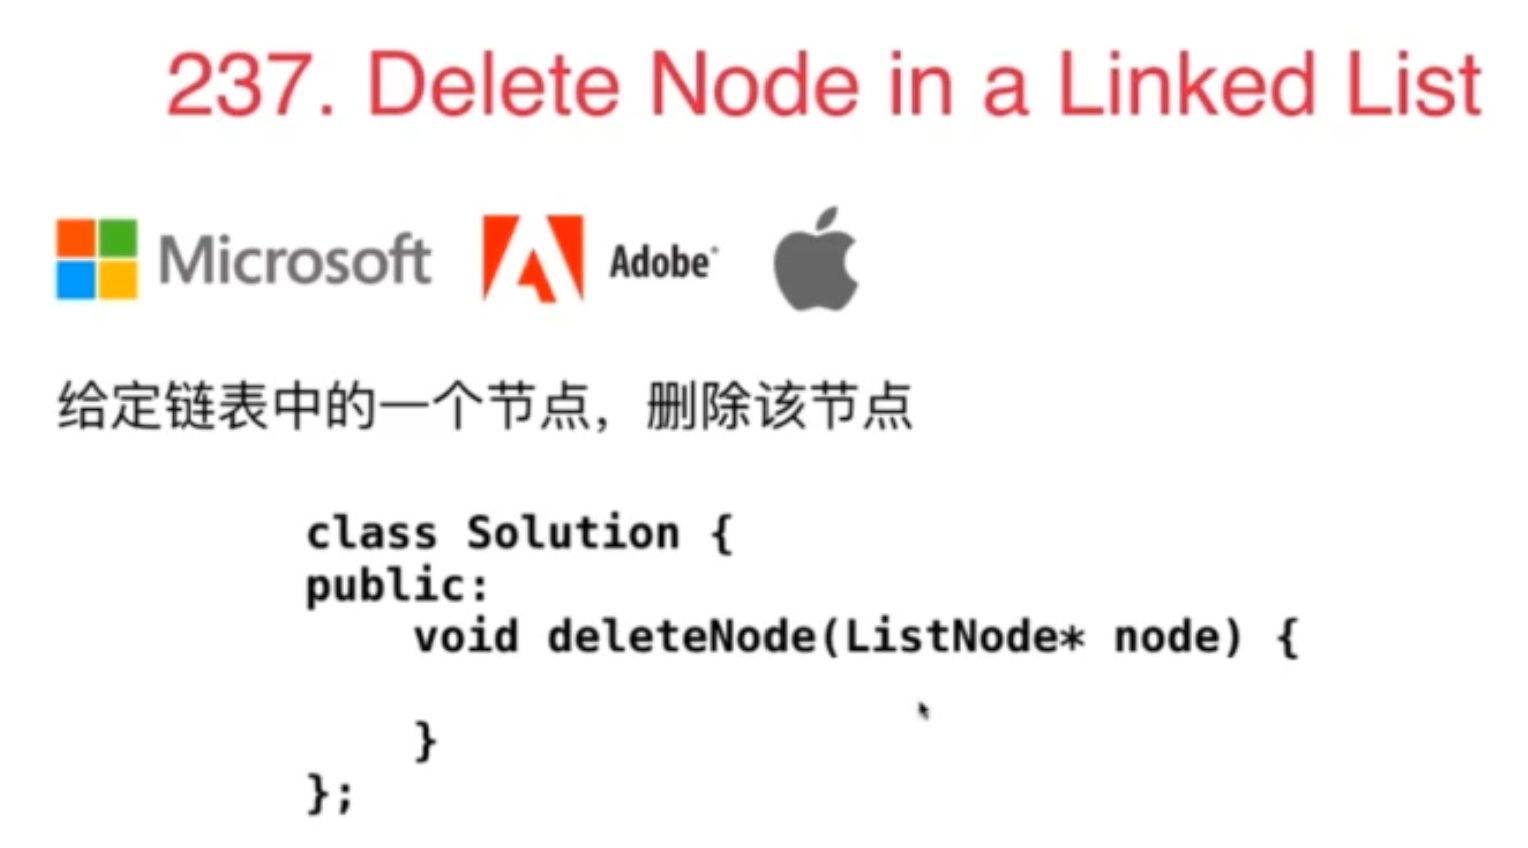 237. Delete Node in a Linked List
Microsoft Adobe
给定链表中的一个节点，删除该节点
class Solution {
public:
    void deleteNode(ListNode* node) {
    }
};